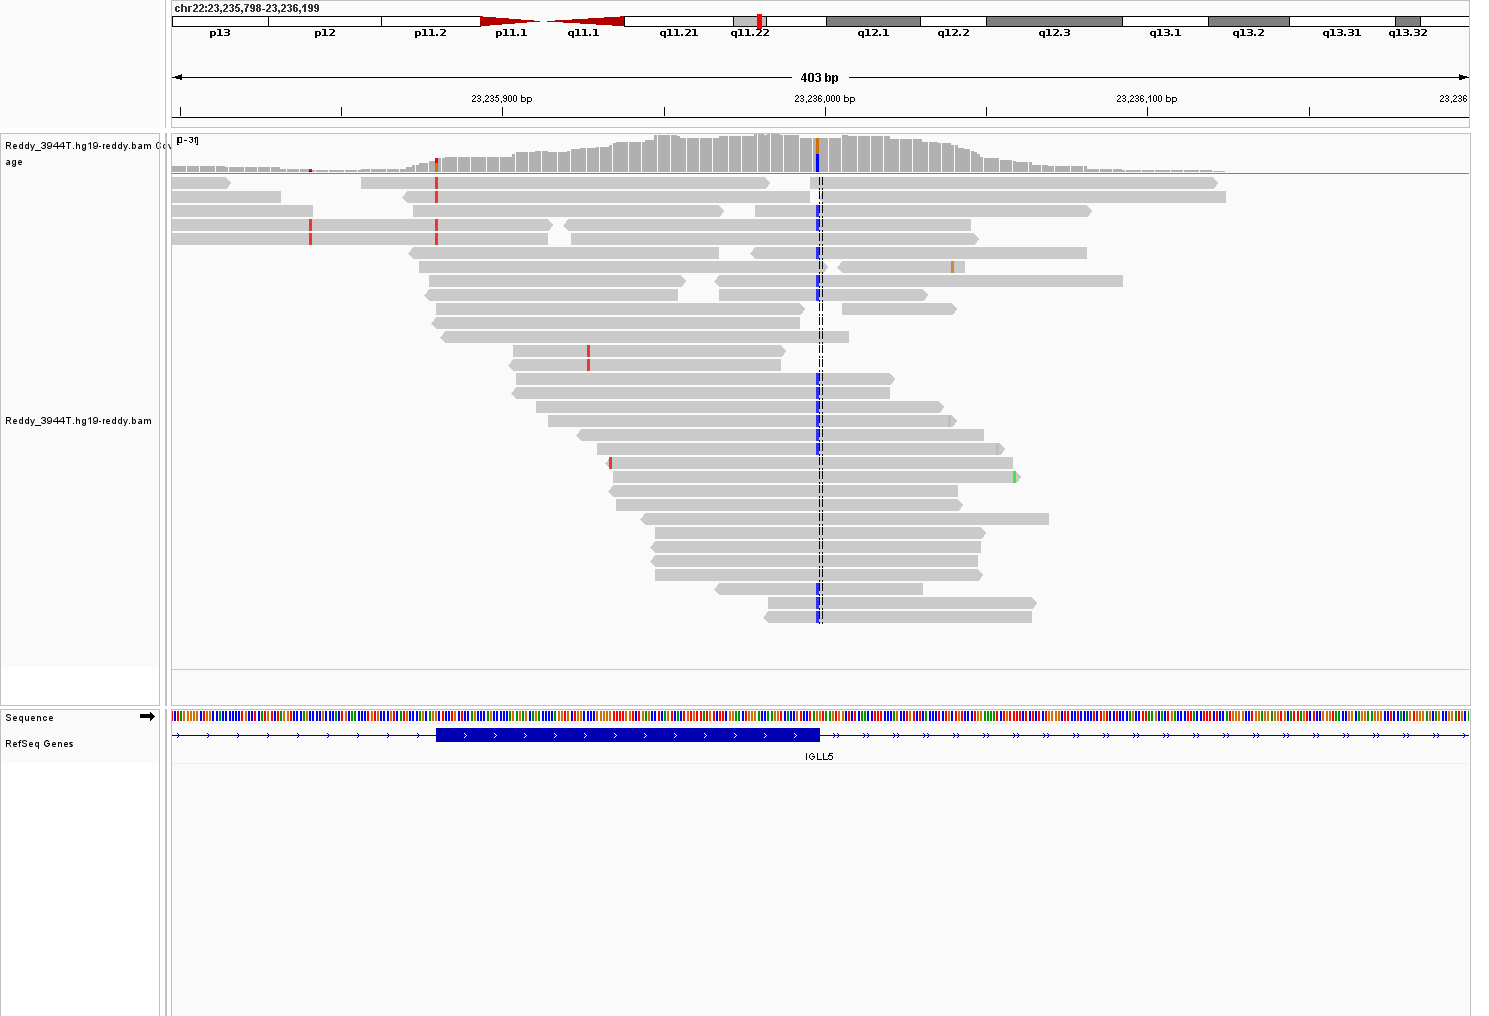 chr22:23,235,798-23,236,199
p13 p12 p11.2 p11.1 q11.1 q11.21 q11.22 q12.1 q12.2 q12.3 q13.1 q13.2 q13.31 q13.32
403 bp
23,235,900 bp 23,236,000 bp 23,236,100 bp 23,236
[0-31]
Reddy_3944T.hg19-reddy.bam Cov
age
Reddy_3944T.hg19-reddy.bam
Sequence
RefSeq Genes
IGLL5